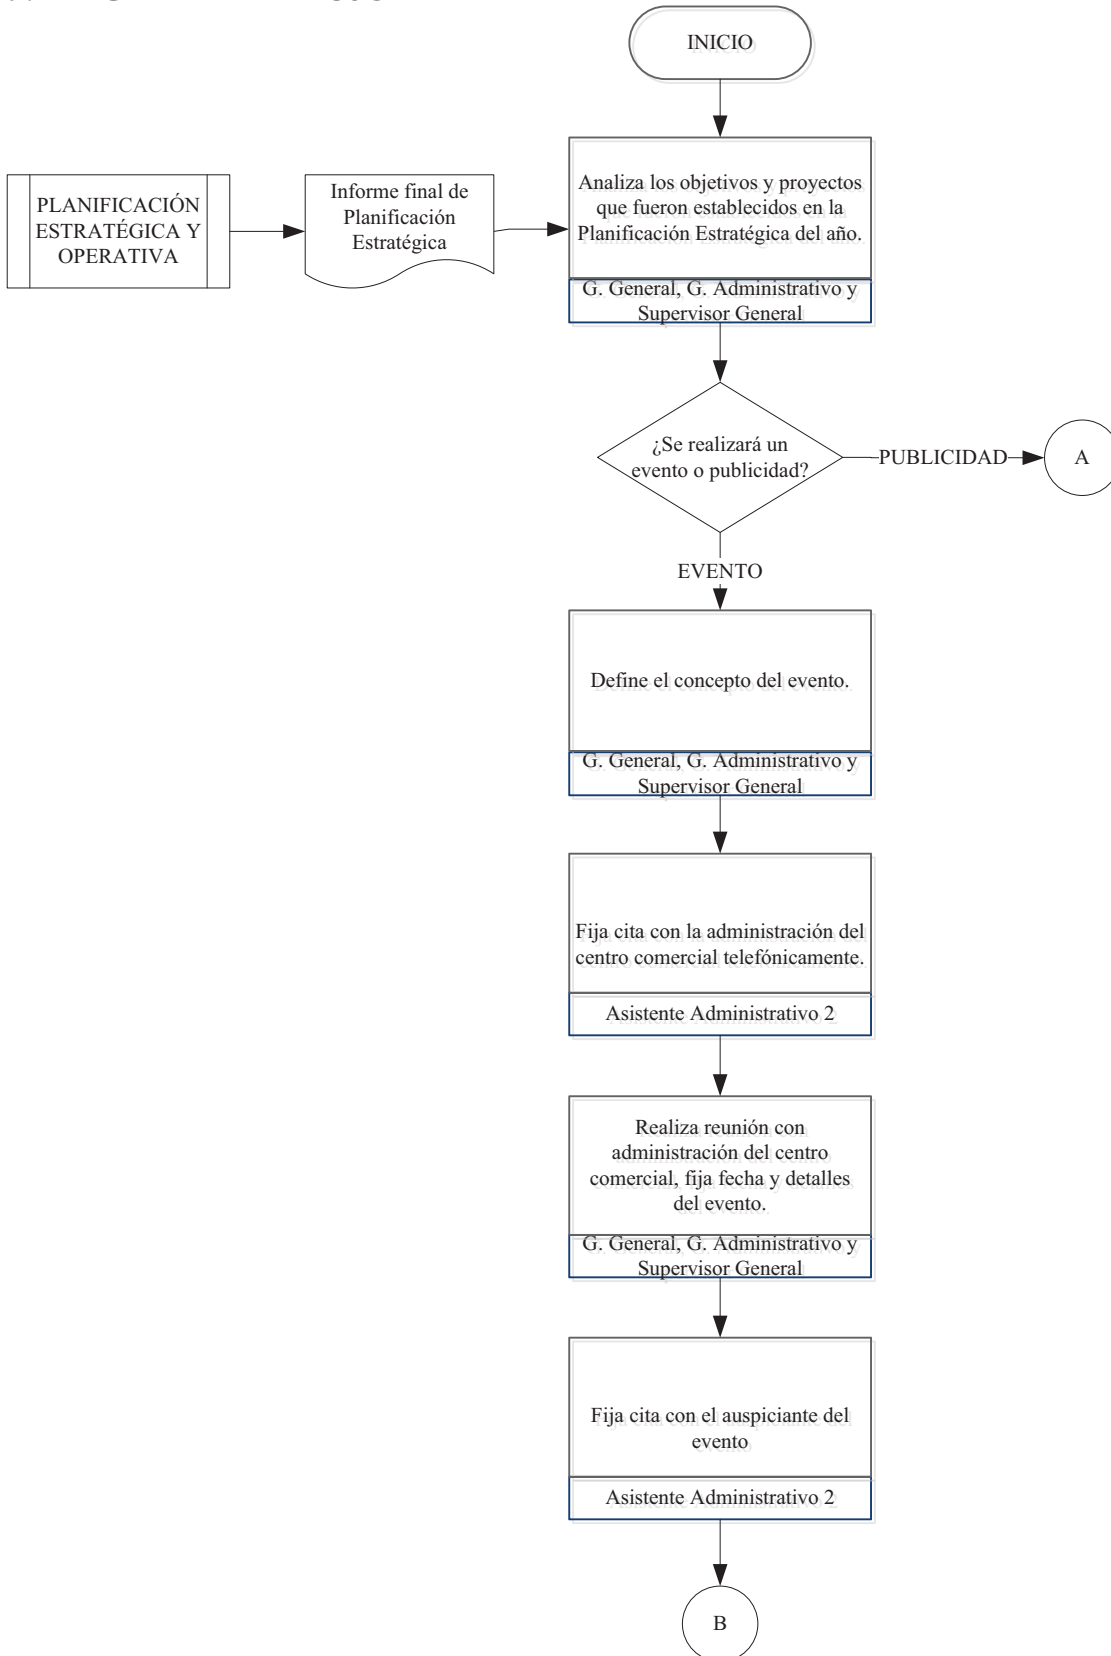 INICIO
PLANIFICACIÓN
ESTRATÉGICA Y
OPERATIVA
Informe final de
Planificación
Estratégica
Analiza los objetivos y proyectos
que fueron establecidos en la
Planificación Estratégica del año.
G. General, G. Administrativo y
Supervisor General
¿Se realizará un
evento o publicidad?
PUBLICIDAD
A
EVENTO
Define el concepto del evento.
G. General, G. Administrativo y
Supervisor General
Fija cita con la administración del
centro comercial telefónicamente.
Asistente Administrativo 2
Realiza reunión con
administración del centro
comercial, fija fecha y detalles
del evento.
G. General, G. Administrativo y
Supervisor General
Fija cita con el auspiciante del
evento
Asistente Administrativo 2
B